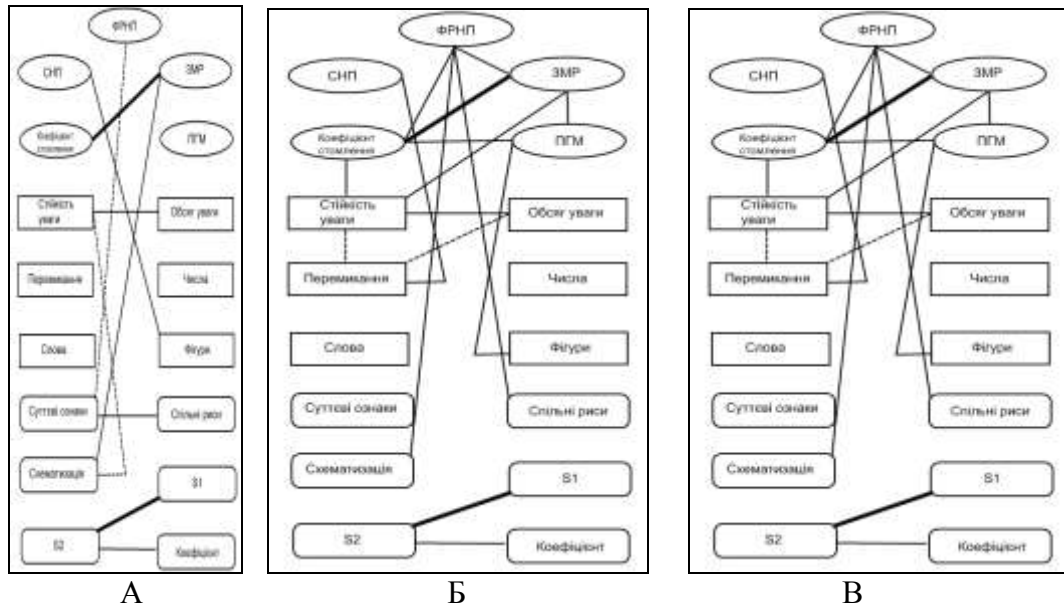 ФРНП
СНП
ЗМР
Коефіцієнт
стомлення
ПГМ
Стійкість
уваги
Обсяг уваги
Перемикання
Числа
Слова
Фігури
Суттєві ознаки
Спільні риси
Схематизація
S1
S2
Коефіцієнт
А
ФРНП
СНП
ЗМР
Коефіцієнт
стомлення
ПГМ
Стійкість
уваги
Обсяг уваги
Перемикання
Числа
Слова
Фігури
Суттєві ознаки
Спільні риси
Схематизація
S1
S2
Коефіцієнт
Б
ФРНП
СНП
ЗМР
Коефіцієнт
стомлення
ПГМ
Стійкість
уваги
Обсяг уваги
Перемикання
Числа
Слова
Фігури
Суттєві ознаки
Спільні риси
Схематизація
S1
S2
Коефіцієнт
В